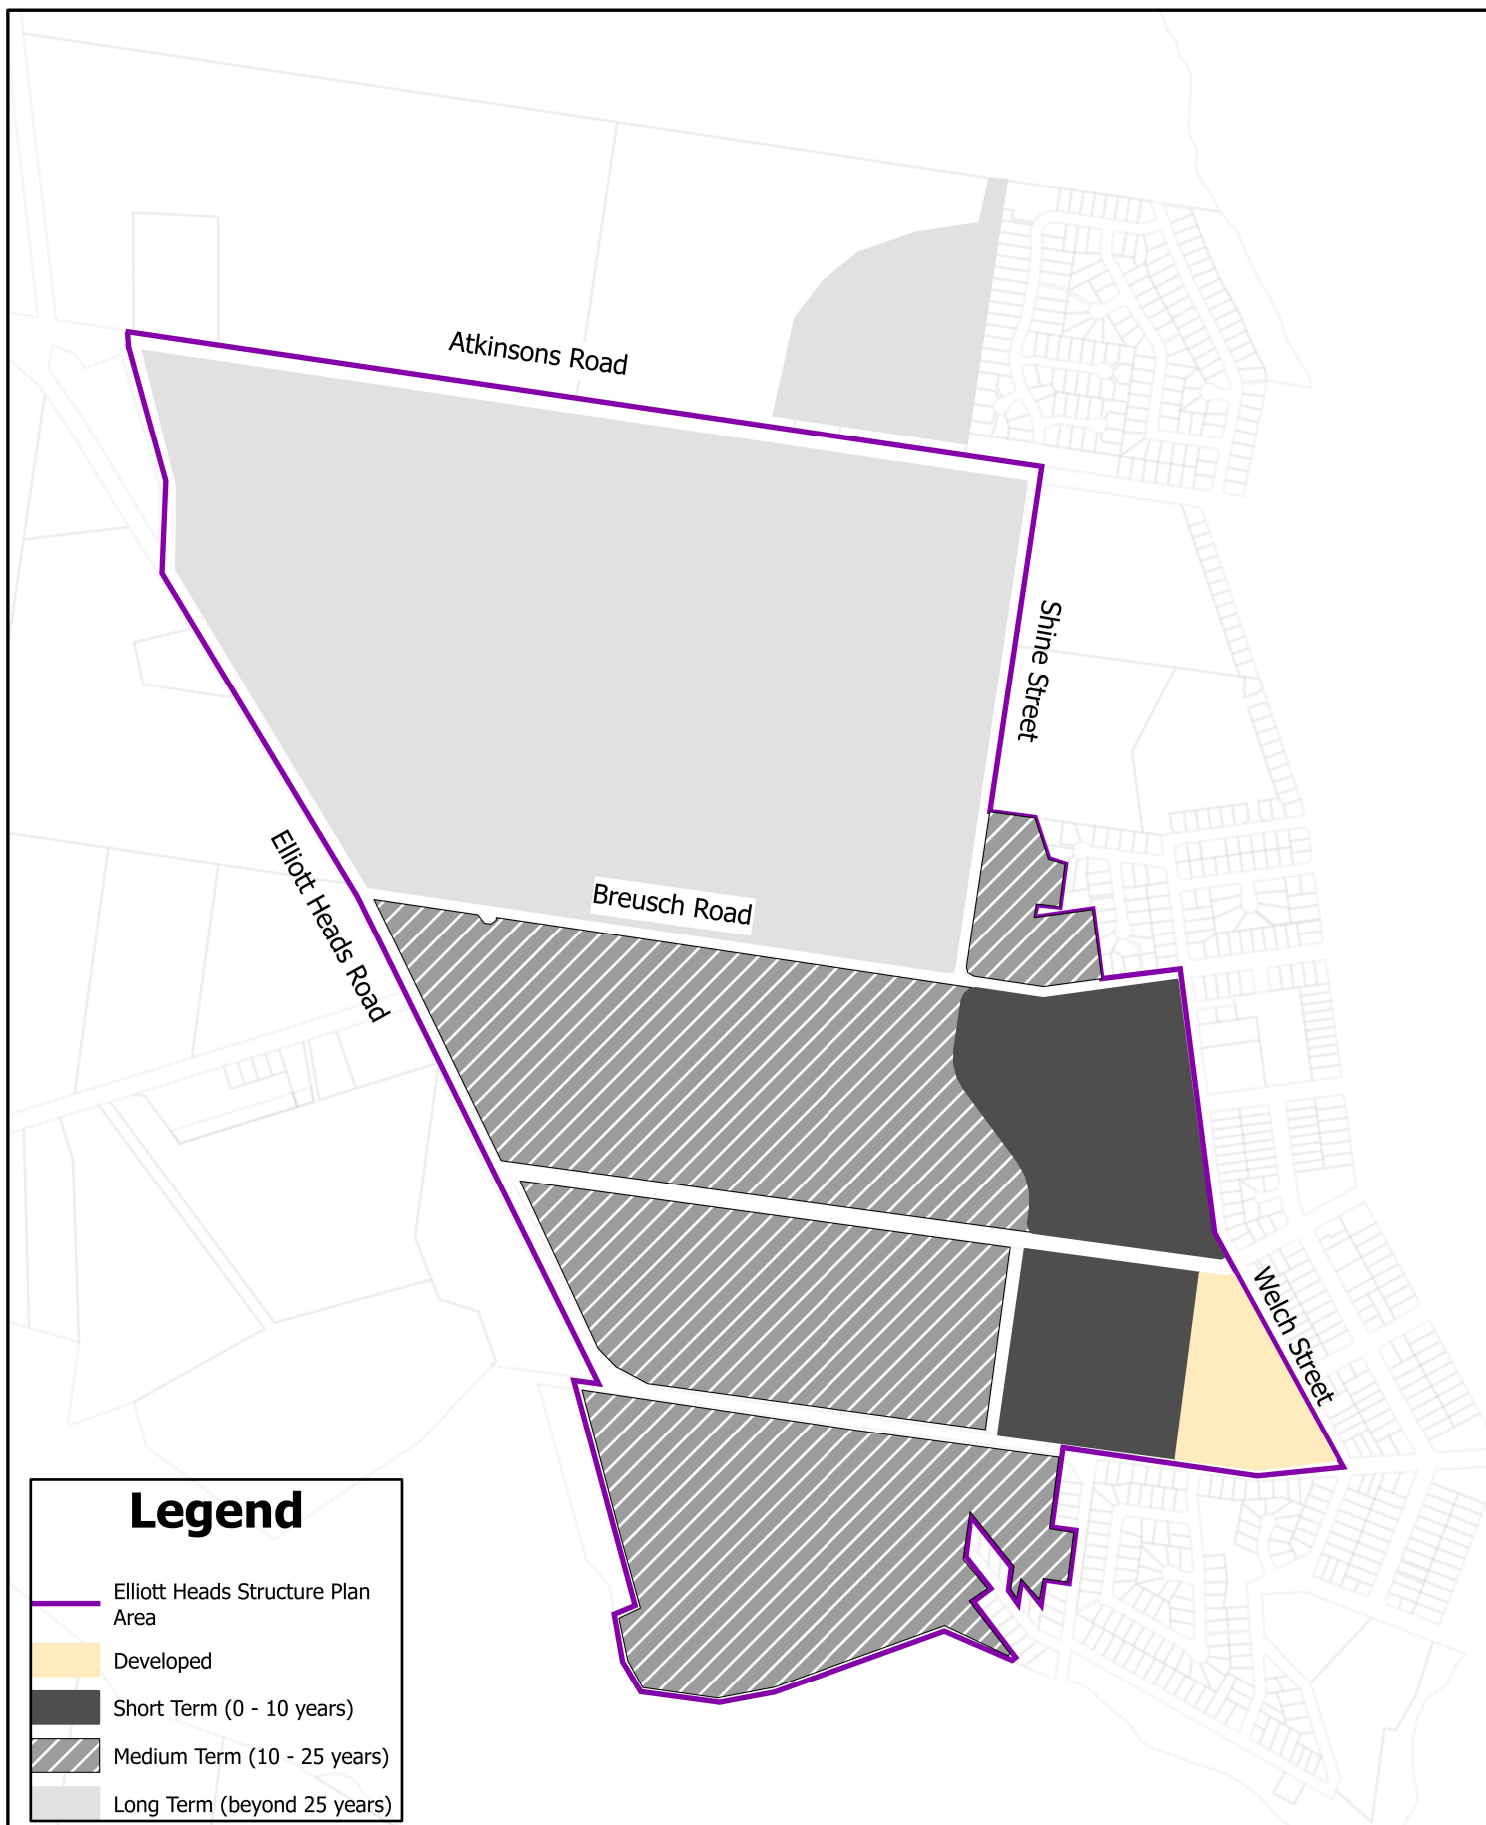 Atkinsons Road
Shine Street
Elliott Heads Road
Breusch Road
Welch Street
Legend
Elliott Heads Structure Plan
Area
Developed
Short Term (0 - 10 years)
Medium Term (10 - 25 years)
Long Term (beyond 25 years)